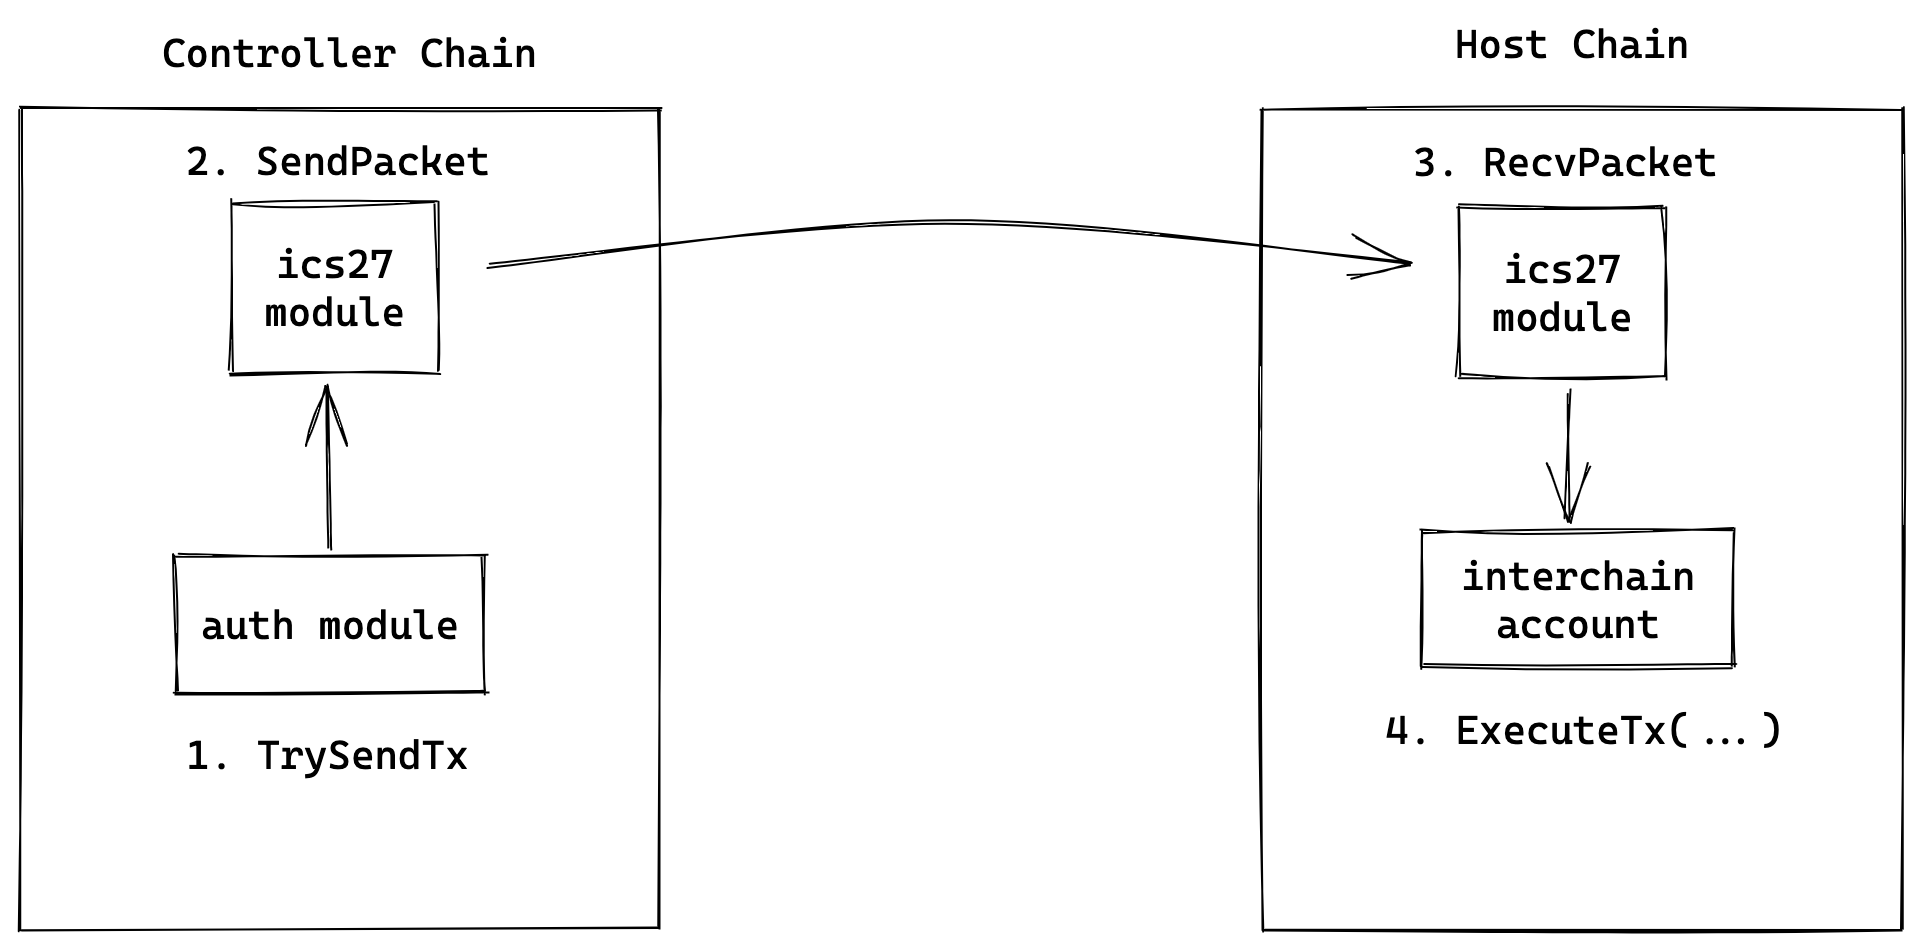 Controller Chain
2. SendPacket
ics27
module
auth module
1. TrySendTx
Host Chain
3. RecvPacket
ics27
module
interchain
account
4. ExecuteTx(...)